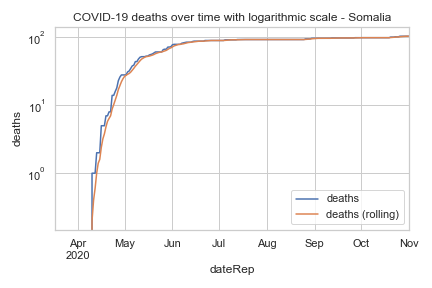 COVID-19 deaths over time with logarithmic scale - Somalia
10²
10¹
10⁰
deaths
Apr
2020
May
Jun
Jul
Aug
Sep
Oct
Nov
dateRep
deaths
deaths (rolling)